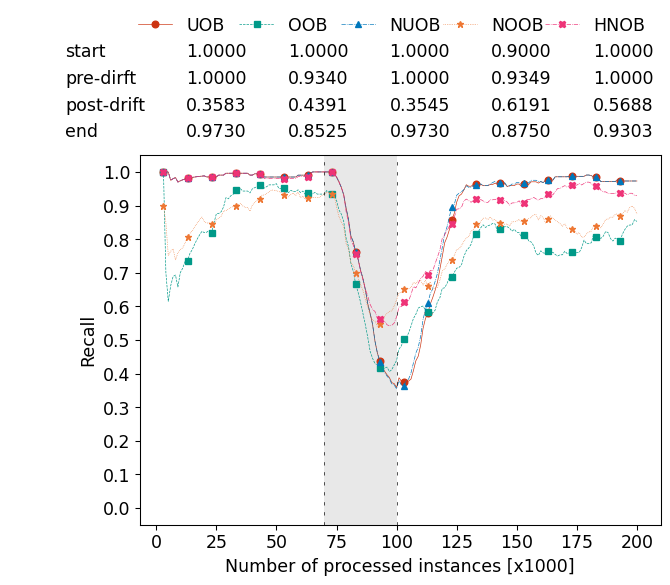 UOB OOB NUOB NOOB HNOB
start 1.0000 1.0000 1.0000 0.9000 1.0000
pre-dirft 1.0000 0.9340 1.0000 0.9349 1.0000
post-drift 0.3583 0.4391 0.3545 0.6191 0.5688
end 0.9730 0.8525 0.9730 0.8750 0.9303
1.0
0.9
0.8
0.7
0.6
0.5
0.4
0.3
0.2
0.1
0.0
Recall
0 25 50 75 100 125 150 175 200
Number of processed instances [x1000]